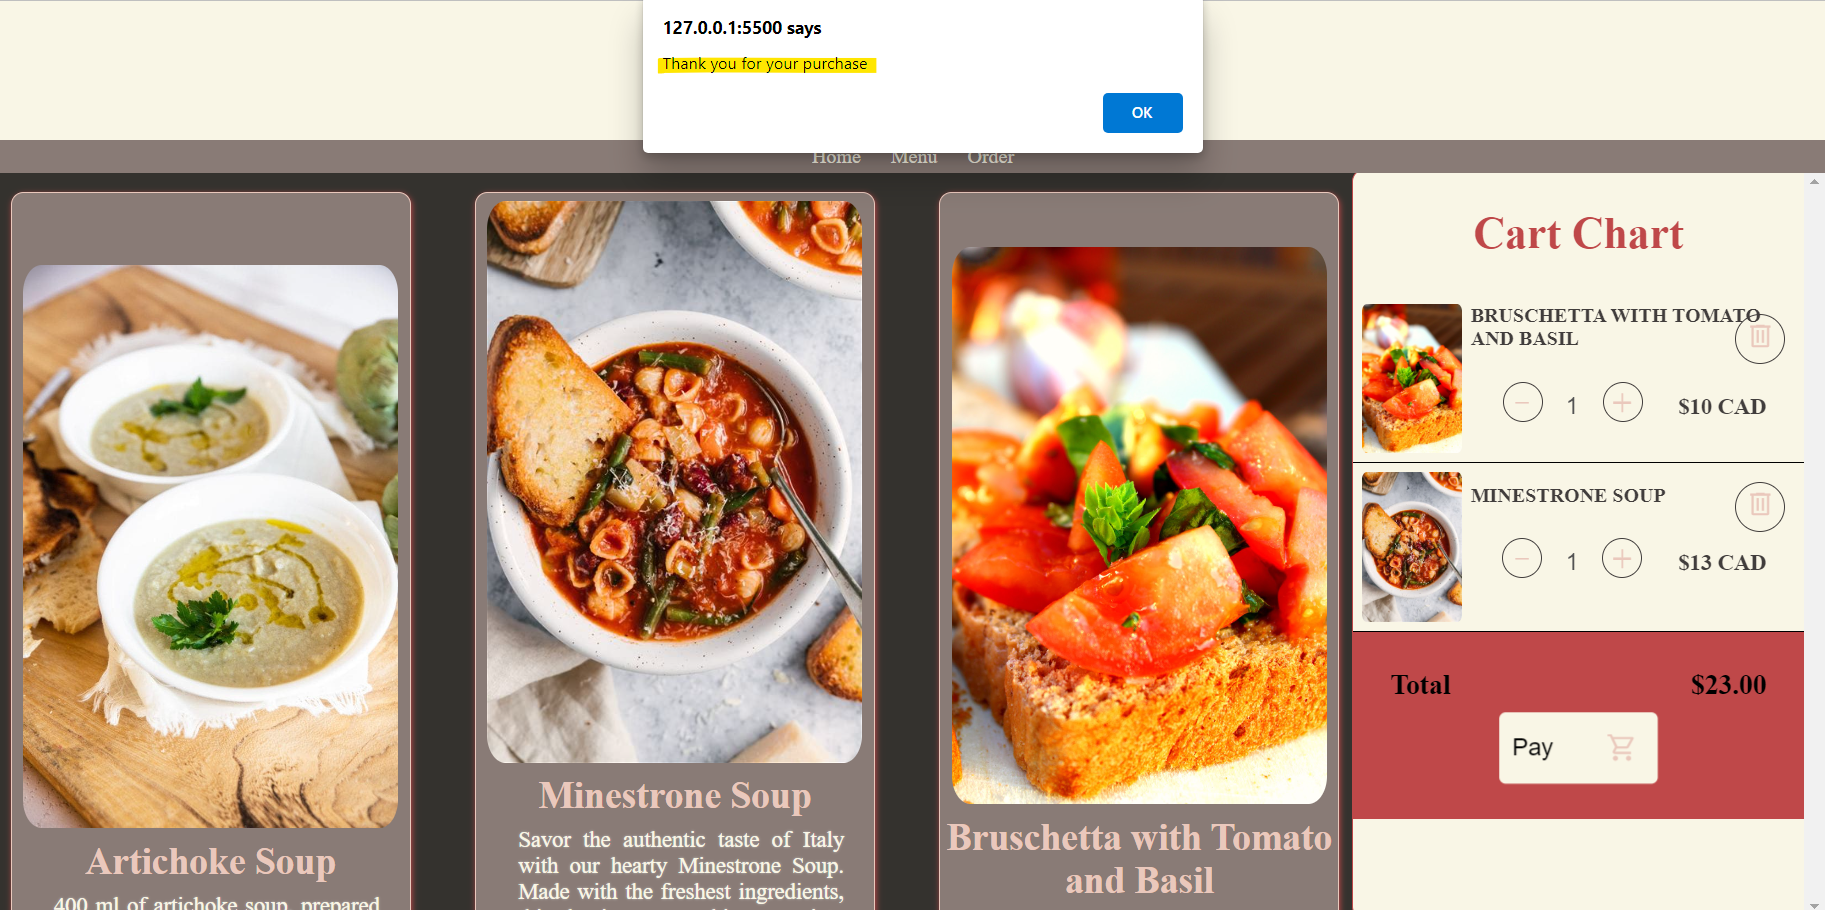 127.0.0.1:5500 says
Thank you for your purchase
OK
Home Menu Order
Artichoke Soup
400 ml of artichoke soup, prepared
Minestrone Soup
Savor the authentic taste of Italy
with our hearty Minestrone Soup.
Made with the freshest ingredients,
Bruschetta with Tomato
and Basil
Cart Chart
BRUSCHETTA WITH TOMATO
AND BASIL
1
$10 CAD
MINESTRONE SOUP
1
$13 CAD
Total $23.00
Pay